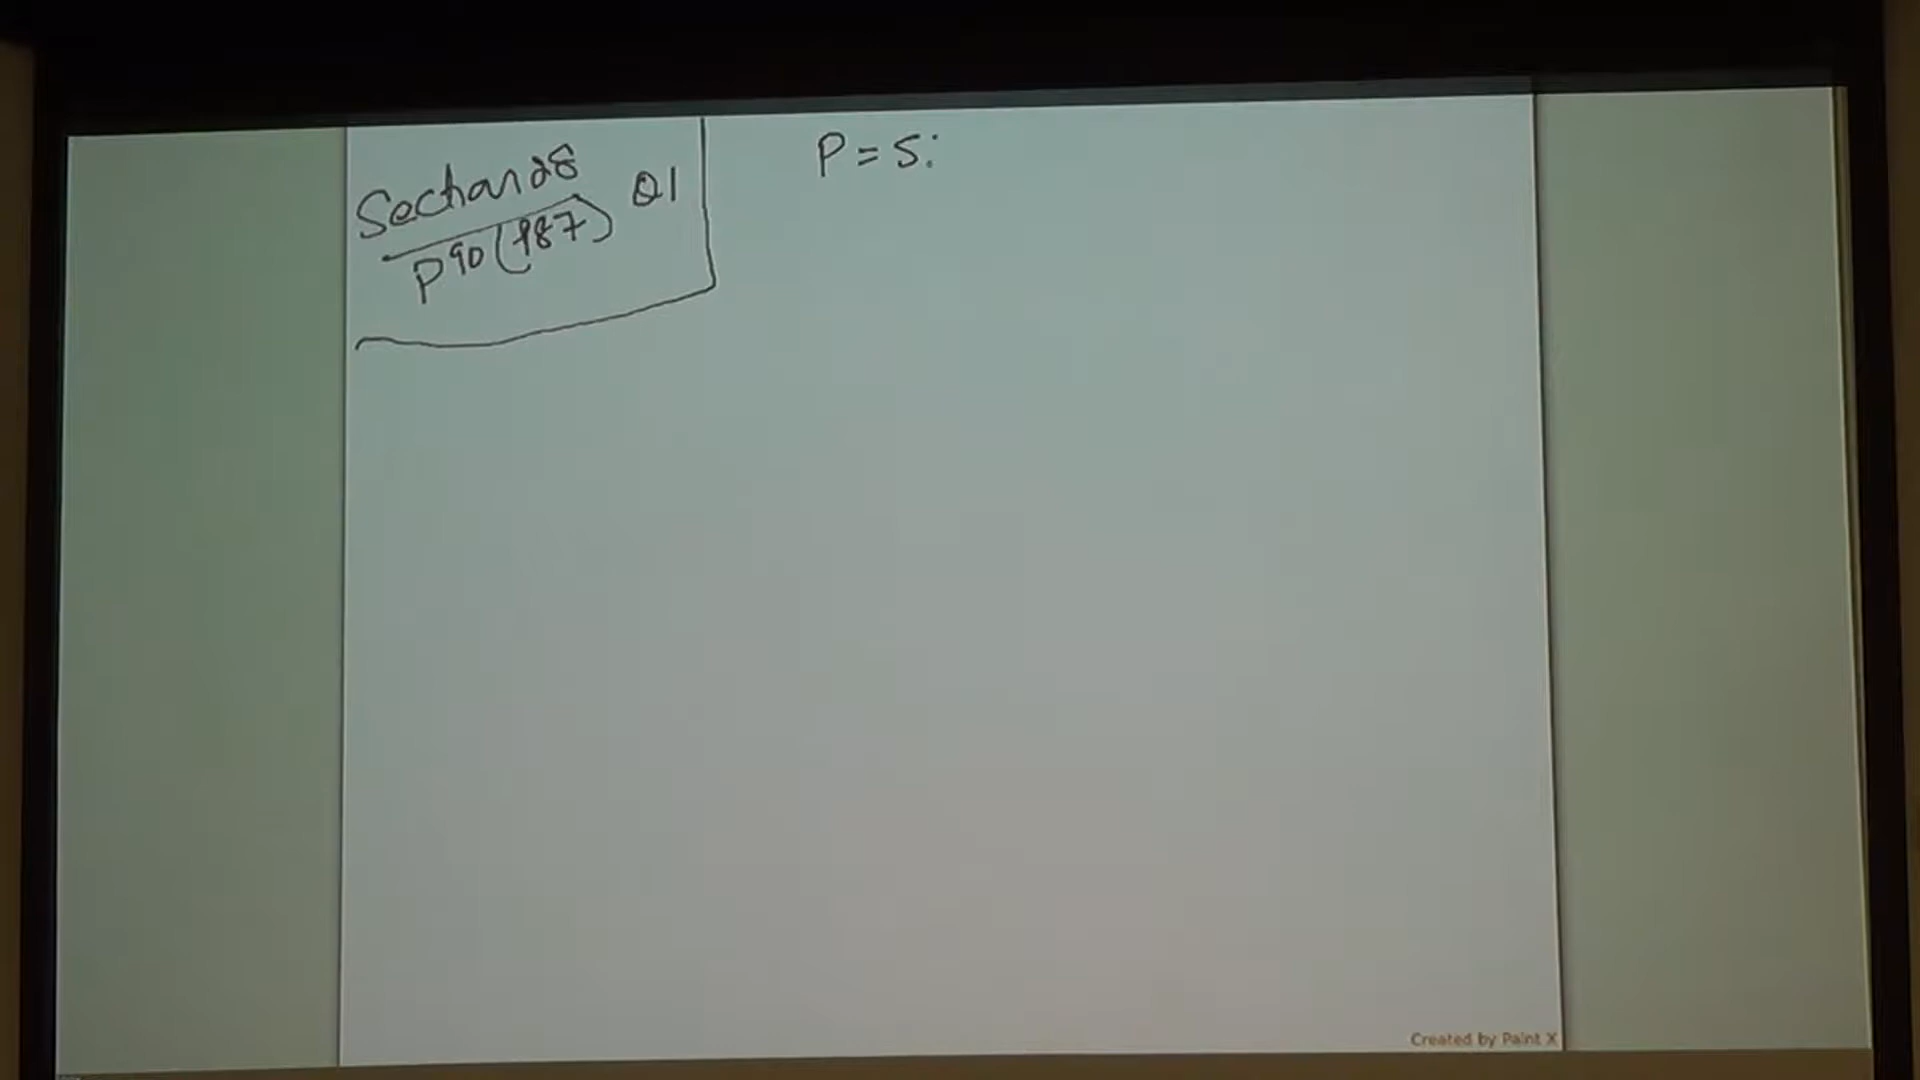 Section 28
P90 (187) Q1
P = 5:
Created by Paint X